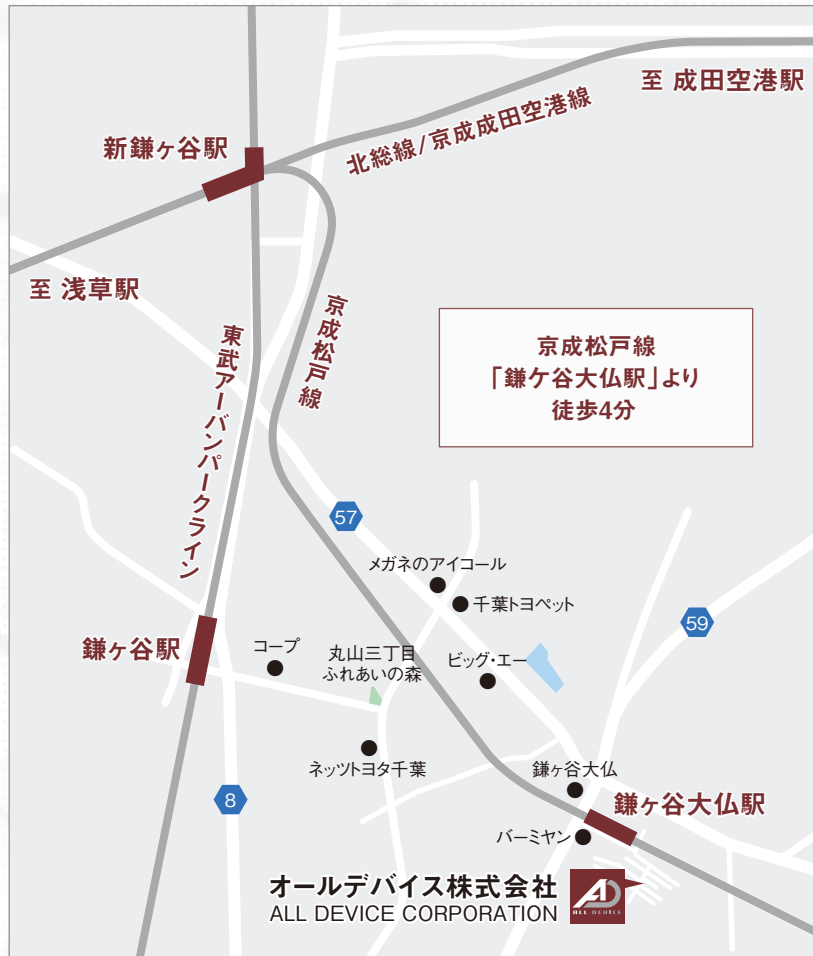 至 成田空港駅
北総線/京成成田空港線
新鎌ヶ谷駅
至 浅草駅
京成松戸線
東武アーバンパークライン
京成松戸線
「鎌ケ谷大仏駅」より
徒歩4分
57
メガネのアイコール
千葉トヨペット
59
鎌ヶ谷駅
コープ
丸山三丁目
ふれあいの森
ビッグ・エー
ネッツトヨタ千葉
8
鎌ヶ谷大仏
鎌ヶ谷大仏駅
バーミヤン
オールデバイス株式会社
ALL DEVICE CORPORATION
AD
ALL DEVICE